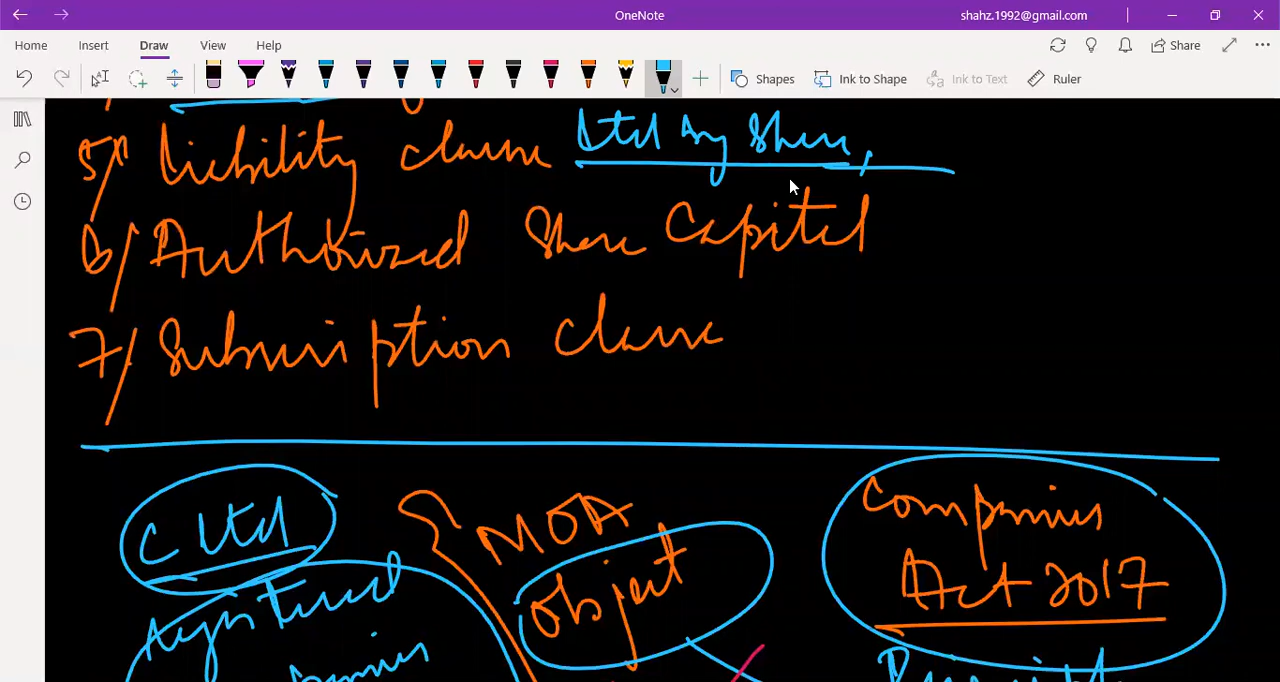 OneNote shahz.1992@gmail.com
Home Insert Draw View Help Share
Shapes Ink to Shape Ink to Text Ruler
5/ Liability clause Ltd by Share,
6/ Authorized Share Capital
7/ Subscription clause
C Ltd MOA Companies
Object Act 2017